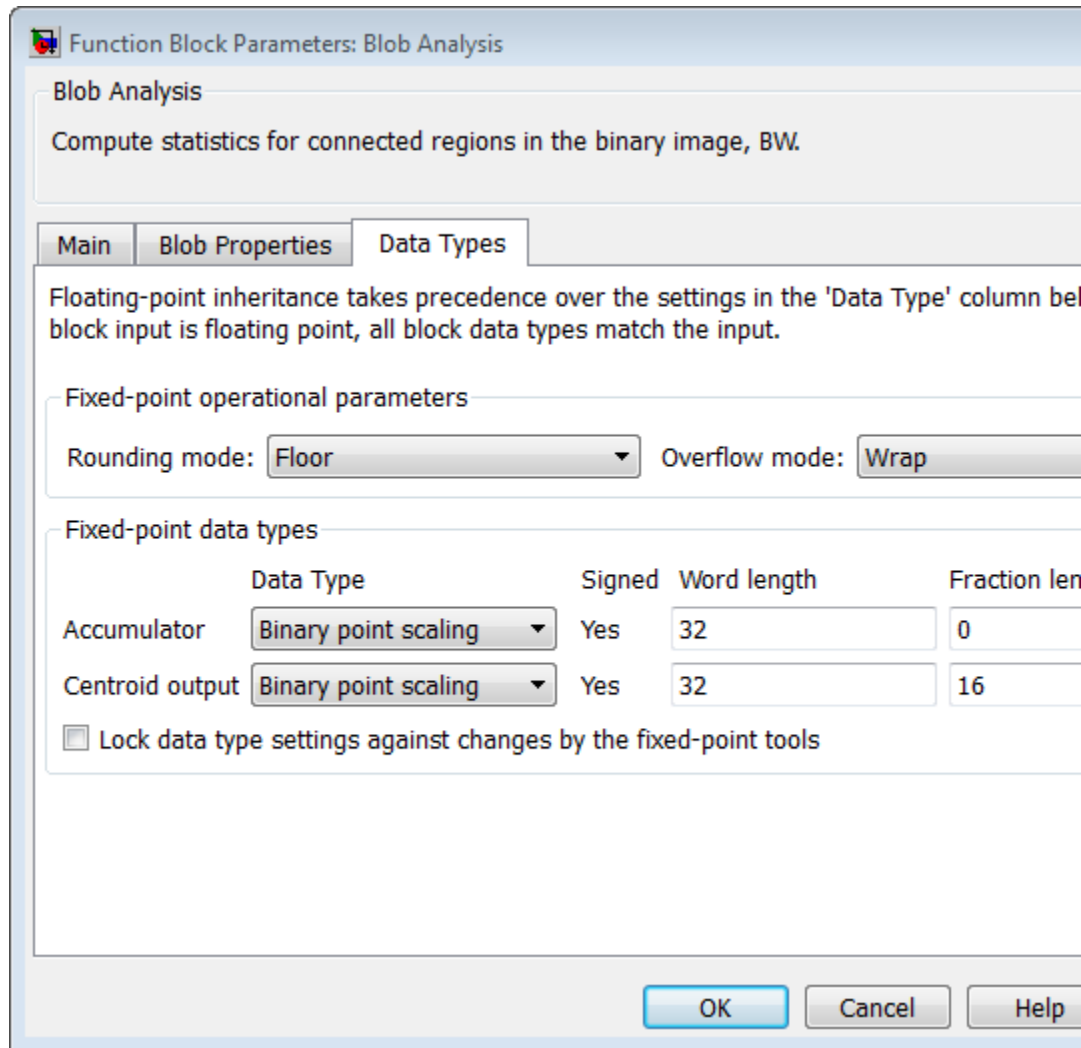 Function Block Parameters: Blob Analysis
Blob Analysis
Compute statistics for connected regions in the binary image, BW.
Main Blob Properties Data Types
Floating-point inheritance takes precedence over the settings in the 'Data Type' column
block input is floating point, all block data types match the input.
Fixed-point operational parameters
Rounding mode: Floor Overflow mode: Wrap
Fixed-point data types
Data Type Signed Word length Fraction
Accumulator Binary point scaling Yes 32 0
Centroid output Binary point scaling Yes 32 16
Lock data type settings against changes by the fixed-point tools
OK Cancel Help